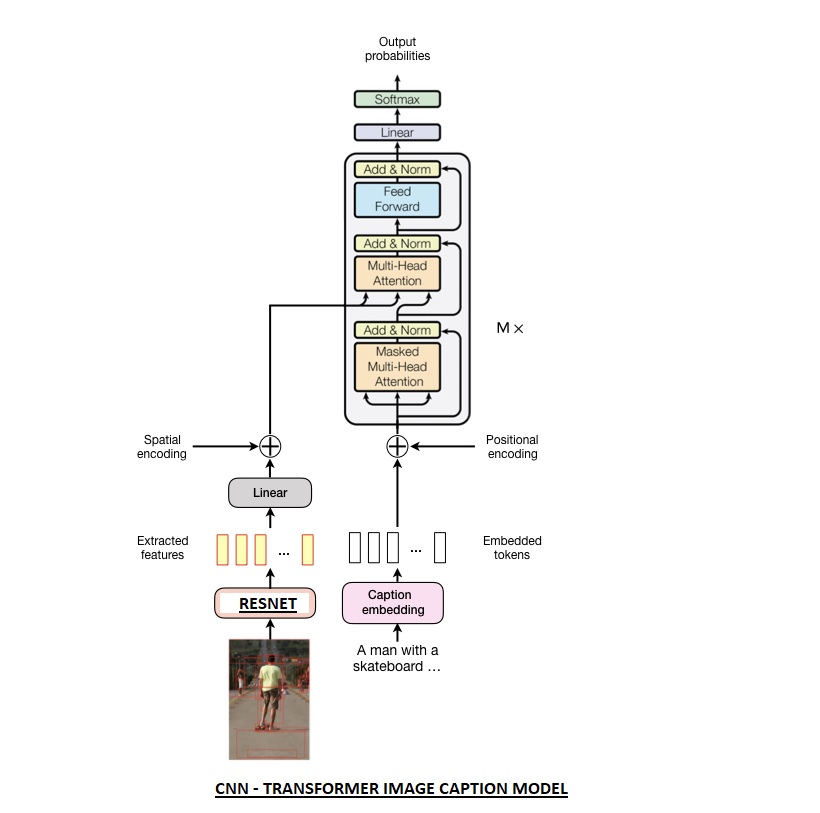 Output
probabilities
Softmax
Linear
Add & Norm
Feed
Forward
Add & Norm
Multi-Head
Attention
M ×
Add & Norm
Masked
Multi-Head
Attention
Spatial
encoding
Positional
encoding
Linear
Extracted
features
...
...
Embedded
tokens
RESNET
Caption
embedding
A man with a
skateboard ...
CNN - TRANSFORMER IMAGE CAPTION MODEL